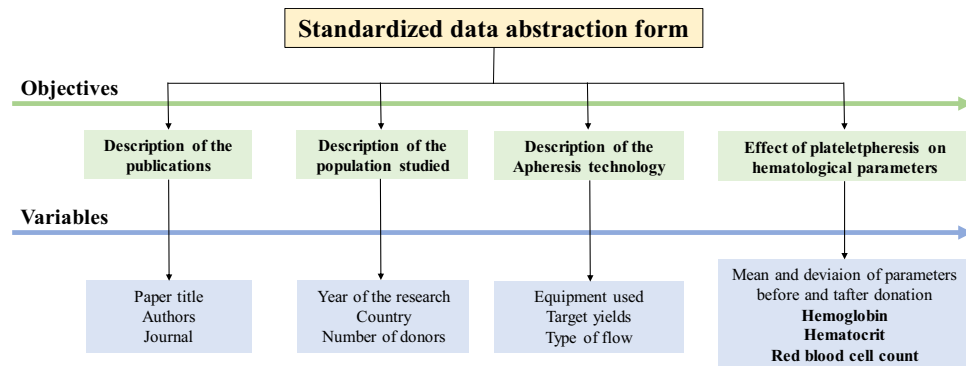 Standardized data abstraction form
Objectives
Description of the
publications
Description of the
population studied
Description of the
Apheresis technology
Effect of plateletpheresis on
hematological parameters
Variables
Paper title
Authors
Journal
Year of the research
Country
Number of donors
Equipment used
Target yields
Type of flow
Mean and deviaion of parameters
before and tafter donation
Hemoglobin
Hematocrit
Red blood cell count